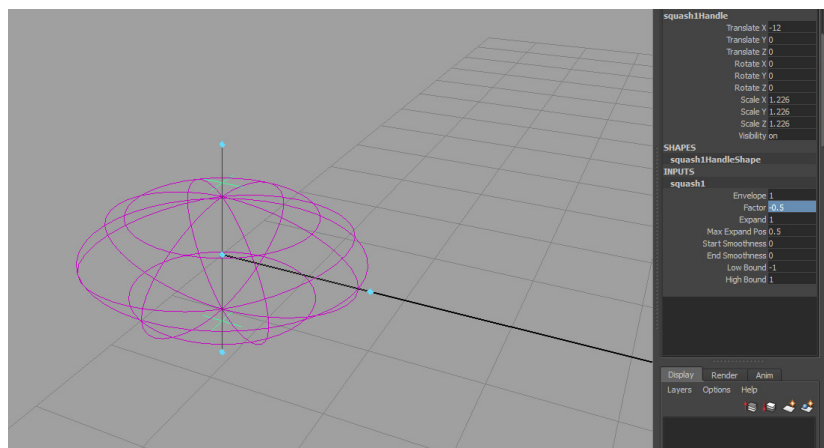 squash1Handle
Translate X -12
Translate Y 0
Translate Z 0
Rotate X 0
Rotate Y 0
Rotate Z 0
Scale X 1.226
Scale Y 1.226
Scale Z 1.226
Visibility on
SHAPES
squash1HandleShape
INPUTS
squash1
Envelope 1
Factor -0.5
Expand 1
Max Expand Pos 0.5
Start Smoothness 0
End Smoothness 0
Low Bound -1
High Bound 1
Display Render Anim
Layers Options Help